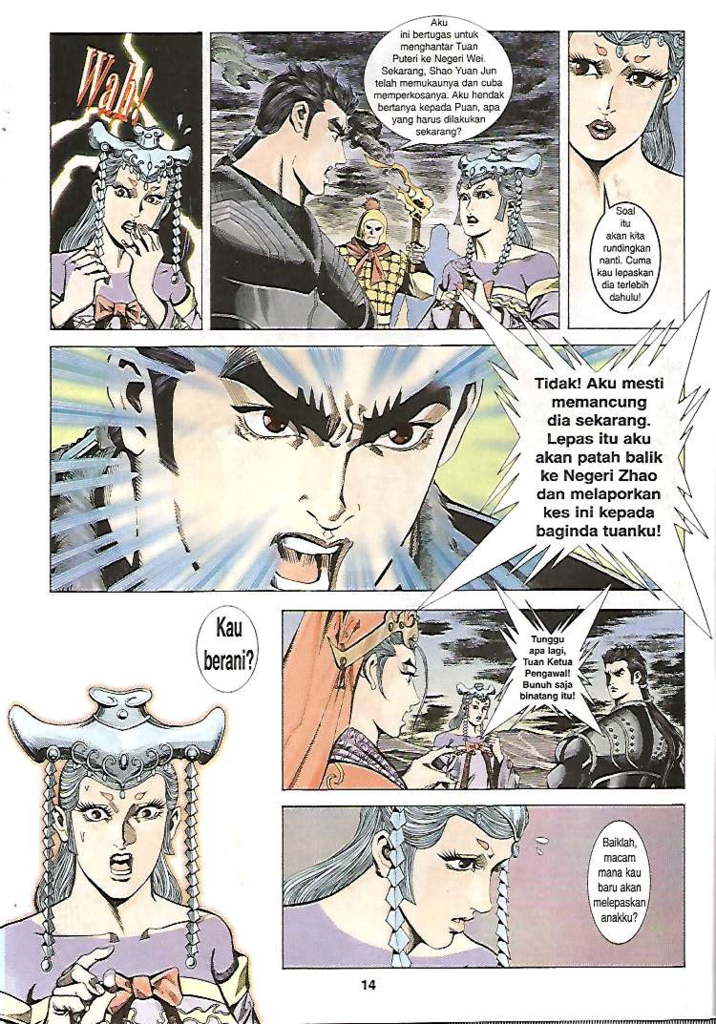 Wah!
Aku
ini bertugas untuk
menghantar Tuan
Puteri ke Negeri Wei.
Sekarang, Shao Yuan Jun
telah memukaunya dan cuba
memperkosanya. Aku hendak
bertanya kepada Puan, apa
yang harus dilakukan
sekarang?
Soal
itu
akan kita
rundingkan
nanti. Cuma
kau lepaskan
dia terlebih
dahulu!
Tidak! Aku mesti
memancung
dia sekarang.
Lepas itu aku
akan patah balik
ke Negeri Zhao
dan melaporkan
kes ini kepada
baginda tuanku!
Kau
berani?
Tunggu
apa lagi,
Tuan Ketua
Pengawal!
Bunuh saja
binatang itu!
Baiklah,
macam
mana kau
baru akan
melepaskan
anakku?
14